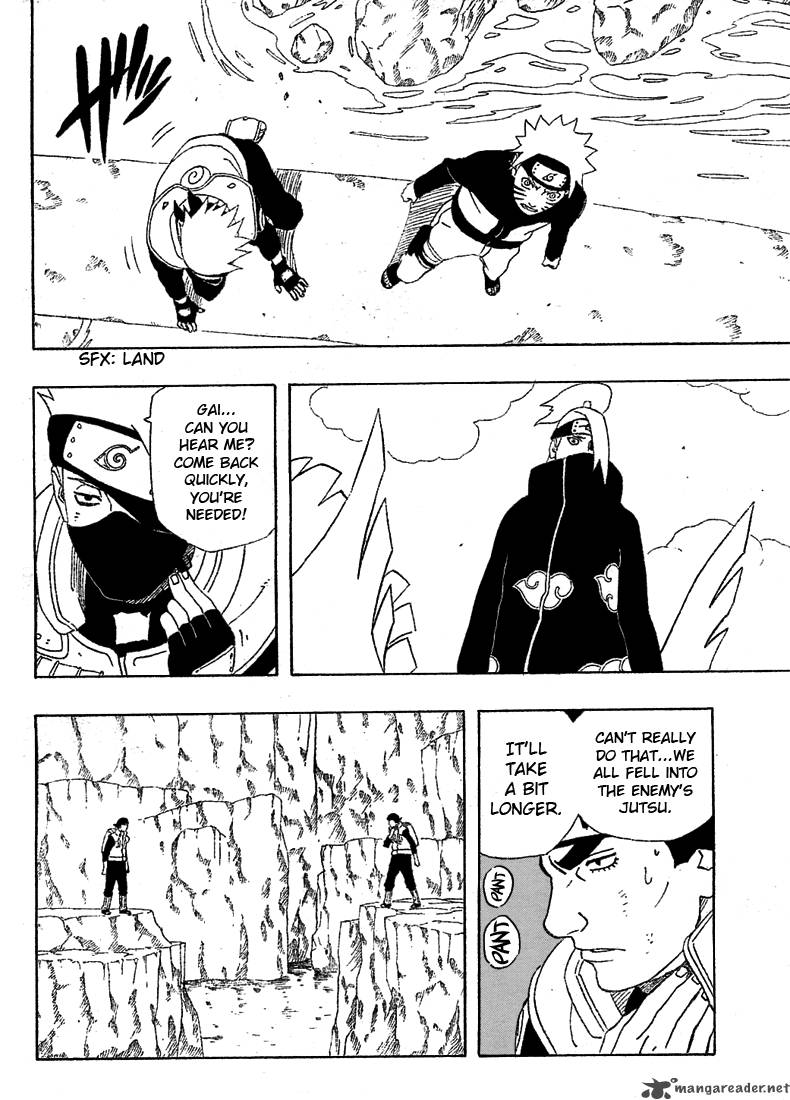 SFX: LAND
GAI...
CAN YOU
HEAR ME?
COME BACK
QUICKLY,
YOU'RE
NEEDED!
CAN'T REALLY
DO THAT...WE
ALL FELL INTO
THE ENEMY'S
JUTSU.
IT'LL
TAKE
A BIT
LONGER.
PANT
PANT
mangareader.net